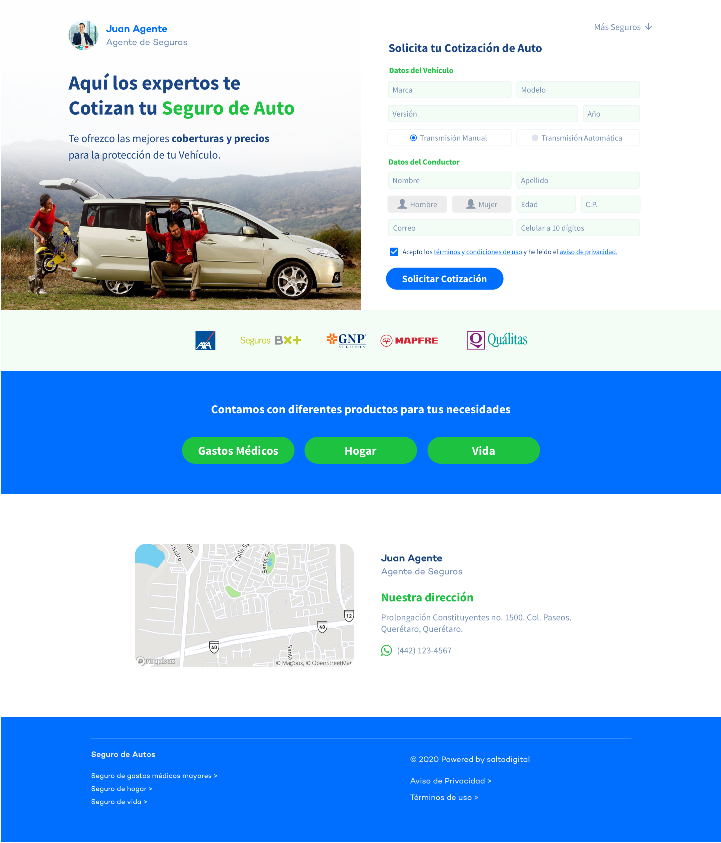 Juan Agente
Agente de Seguros
Aquí los expertos te
Cotizan tu Seguro de Auto
Te ofrezco las mejores coberturas y precios
para la protección de tu Vehículo.
Más Seguros
Solicita tu Cotización de Auto
Datos del Vehículo
Marca
Modelo
Versión
Año
Transmisión Manual
Transmisión Automática
Datos del Conductor
Nombre
Apellido
Hombre
Mujer
Edad
C.P.
Correo
Celular a 10 dígitos
Acepto los términos y condiciones de uso y he leído el aviso de privacidad.
Solicitar Cotización
AXA
Seguros BX+
GNP
SEGUROS
MAPFRE
Q Quálitas
Contamos con diferentes productos para tus necesidades
Gastos Médicos
Hogar
Vida
mapbox
© Mapbox, © OpenStreetMap
Juan Agente
Agente de Seguros
Nuestra dirección
Prolongación Constituyentes no. 1500. Col. Paseos,
Querétaro, Querétaro.
(442) 123-4567
Seguro de Autos
Seguro de gastos médicos mayores >
Seguro de hogar >
Seguro de vida >
© 2020 Powered by saltodigital
Aviso de Privacidad >
Términos de uso >